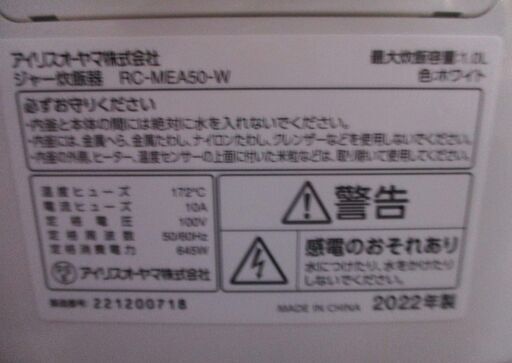 アイリスオーヤマ株式会社
ジャー炊飯器 RC-MEA50-W
最大炊飯容量:1.0L
色:ホワイト
必ずお守りください
・内釜と本体の間には絶対に水を入れないでください。
・内釜には、金属へら、金属たわし、ナイロンたわし、クレンザーなどを使用しないでください。
・内釜の外側、ヒーター、温度センサーの上面に付いた米粒などは、取り除いて使用してください。
温度ヒューズ 172℃
電流ヒューズ 10A
定格電圧 100V
定格周波数 50/60Hz
定格消費電力 645W
アイリスオーヤマ株式会社
製造番号: 221200718
警告
感電のおそれあり
水につけたり、水をかけたり
しないでください。
MADE IN CHINA 2022年製